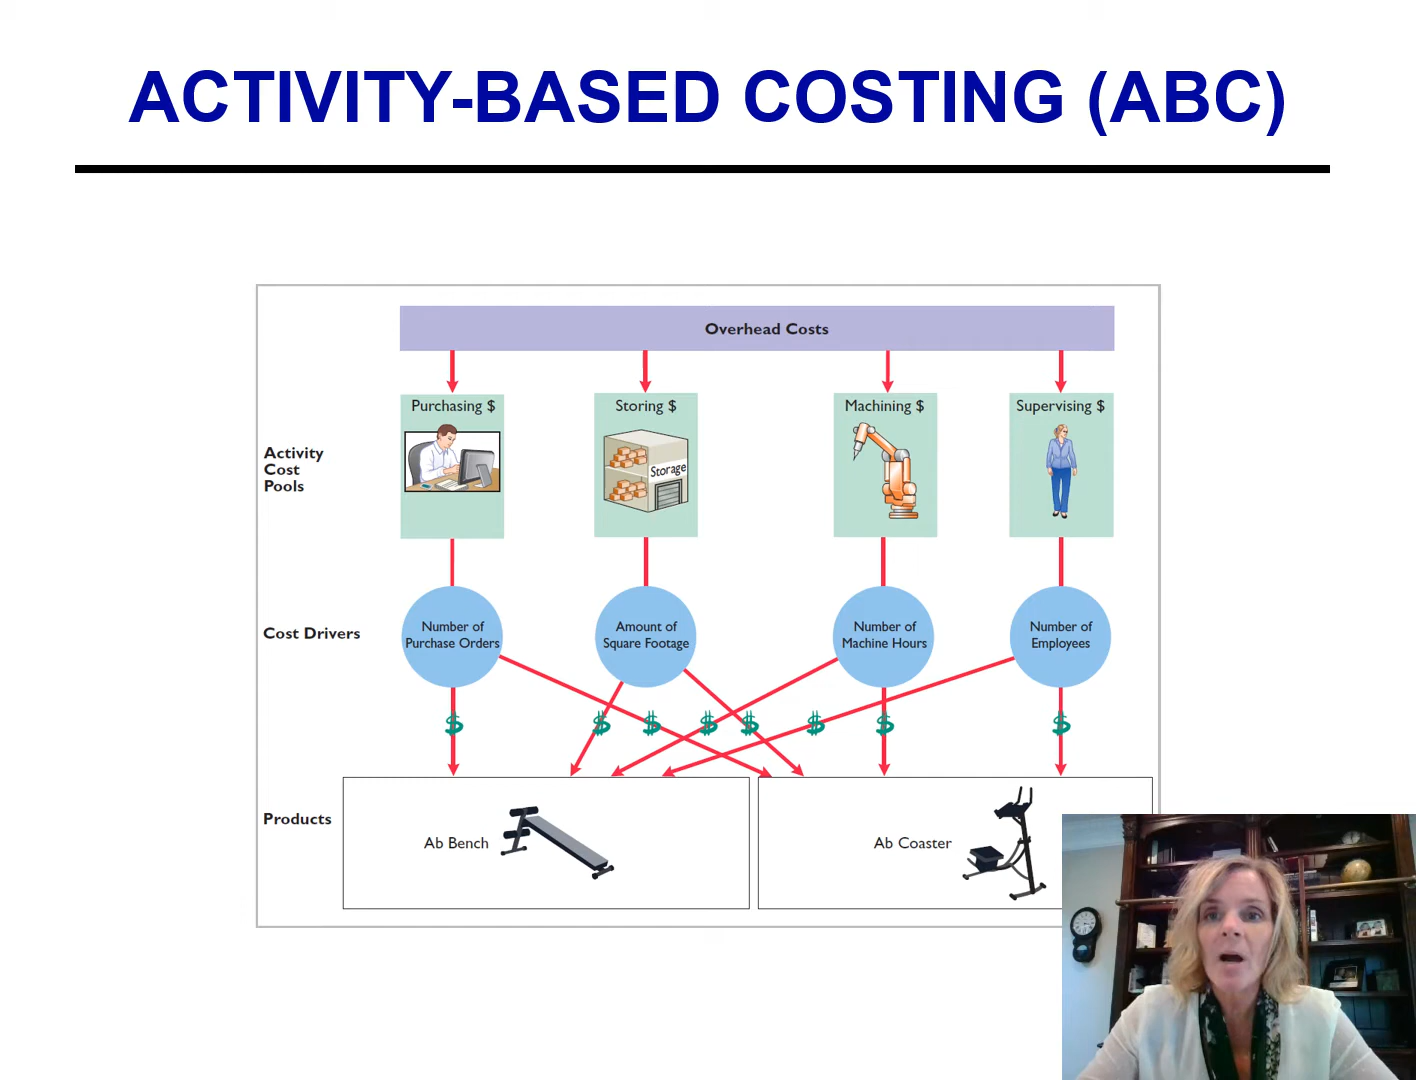 ACTIVITY-BASED COSTING (ABC)
Overhead Costs
Purchasing $
Storing $
Machining $
Supervising $
Storage
Activity
Cost
Pools
Cost Drivers
Number of
Purchase Orders
Amount of
Square Footage
Number of
Machine Hours
Number of
Employees
$ $ $ $ $ $ $ $
Products
Ab Bench
Ab Coaster